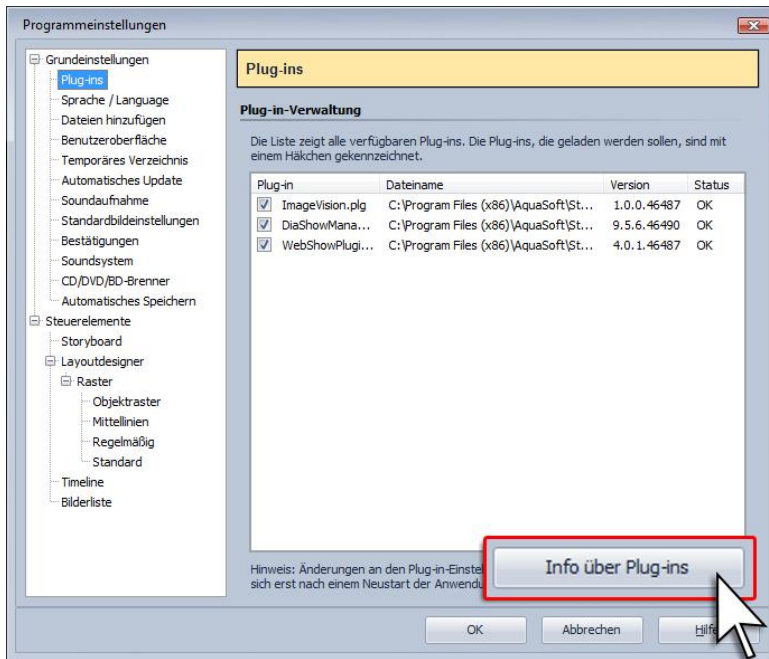 Programmeinstellungen
Grundeinstellungen
Plug-ins
Sprache / Language
Dateien hinzufügen
Benutzeroberfläche
Temporäres Verzeichnis
Automatisches Update
Soundaufnahme
Standardbildeinstellungen
Bestätigungen
Soundsystem
CD/DVD/BD-Brenner
Automatisches Speichern
Steuerelemente
Storyboard
Layoutdesigner
Raster
Objektraster
Mittellinien
Regelmäßig
Standard
Timeline
Bilderliste
Plug-ins
Plug-in-Verwaltung
Die Liste zeigt alle verfügbaren Plug-ins. Die Plug-ins, die geladen werden sollen, sind mit
einem Häkchen gekennzeichnet.
Plug-in Dateiname Version Status
ImageVision.plg C:\Program Files (x86)\AquaSoft\St... 1.0.0.46487 OK
DiaShowMana... C:\Program Files (x86)\AquaSoft\St... 9.5.6.46490 OK
WebShowPlugi... C:\Program Files (x86)\AquaSoft\St... 4.0.1.46487 OK
Hinweis: Änderungen an den Plug-in-Einstel
sich erst nach einem Neustart der Anwendu
Info über Plug-ins
OK Abbrechen Hilfe